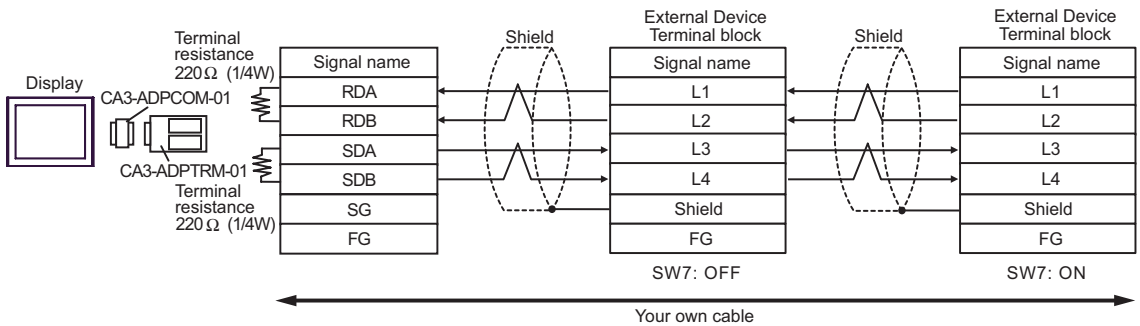 Display
CA3-ADPCOM-01
CA3-ADPTRM-01
Terminal
resistance
220Ω (1/4W)
Terminal
resistance
220Ω (1/4W)
Signal name
RDA
RDB
SDA
SDB
SG
FG
Shield
External Device
Terminal block
Signal name
L1
L2
L3
L4
Shield
FG
SW7: OFF
Shield
External Device
Terminal block
Signal name
L1
L2
L3
L4
Shield
FG
SW7: ON
Your own cable